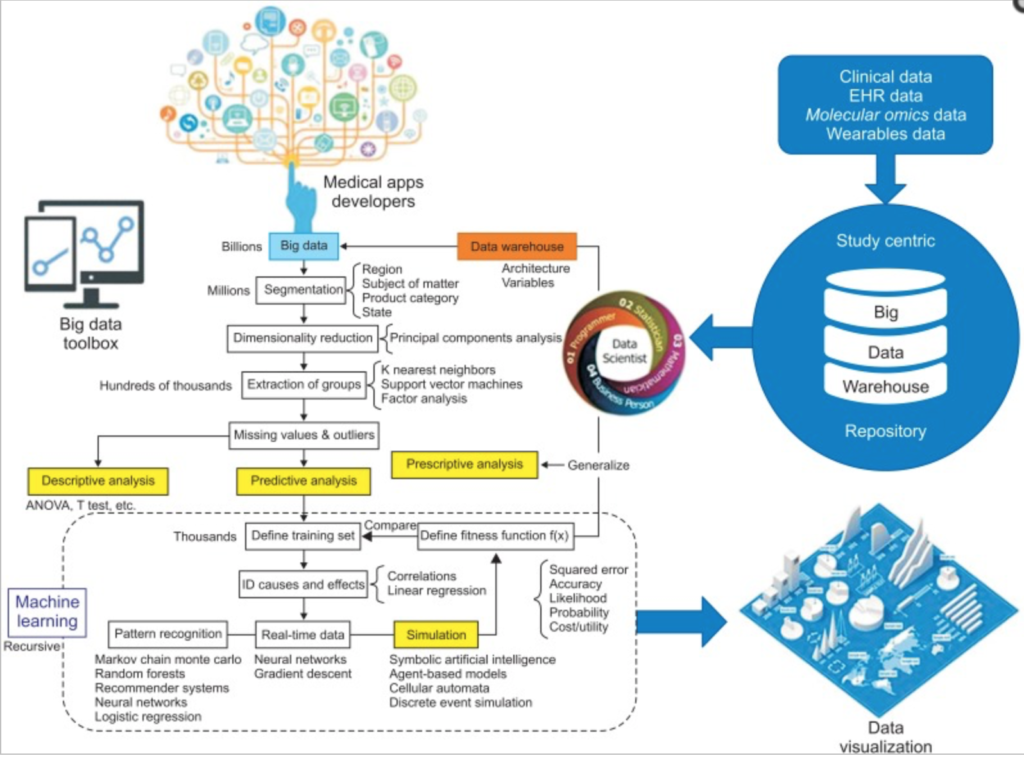 Clinical data
EHR data
Molecular omics data
Wearables data
Medical apps
developers
Big data
toolbox
Billions
Big data
Data warehouse
Architecture
Variables
Millions
Segmentation
Region
Subject of matter
Product category
State
Dimensionality reduction
Principal components analysis
Hundreds of thousands
Extraction of groups
K nearest neighbors
Support vector machines
Factor analysis
Missing values & outliers
Descriptive analysis
ANOVA, T test, etc.
Predictive analysis
Prescriptive analysis
Generalize
01 Programmer
02 Statistician
03 Mathematician
04 Business Person
Data
Scientist
Study centric
Big
Data
Warehouse
Repository
Thousands
Define training set
Compare
Define fitness function f(x)
ID causes and effects
Correlations
Linear regression
Squared error
Accuracy
Likelihood
Probability
Cost/utility
Machine
learning
Recursive
Pattern recognition
Real-time data
Simulation
Markov chain monte carlo
Random forests
Recommender systems
Neural networks
Logistic regression
Neural networks
Gradient descent
Symbolic artificial intelligence
Agent-based models
Cellular automata
Discrete event simulation
Data
visualization